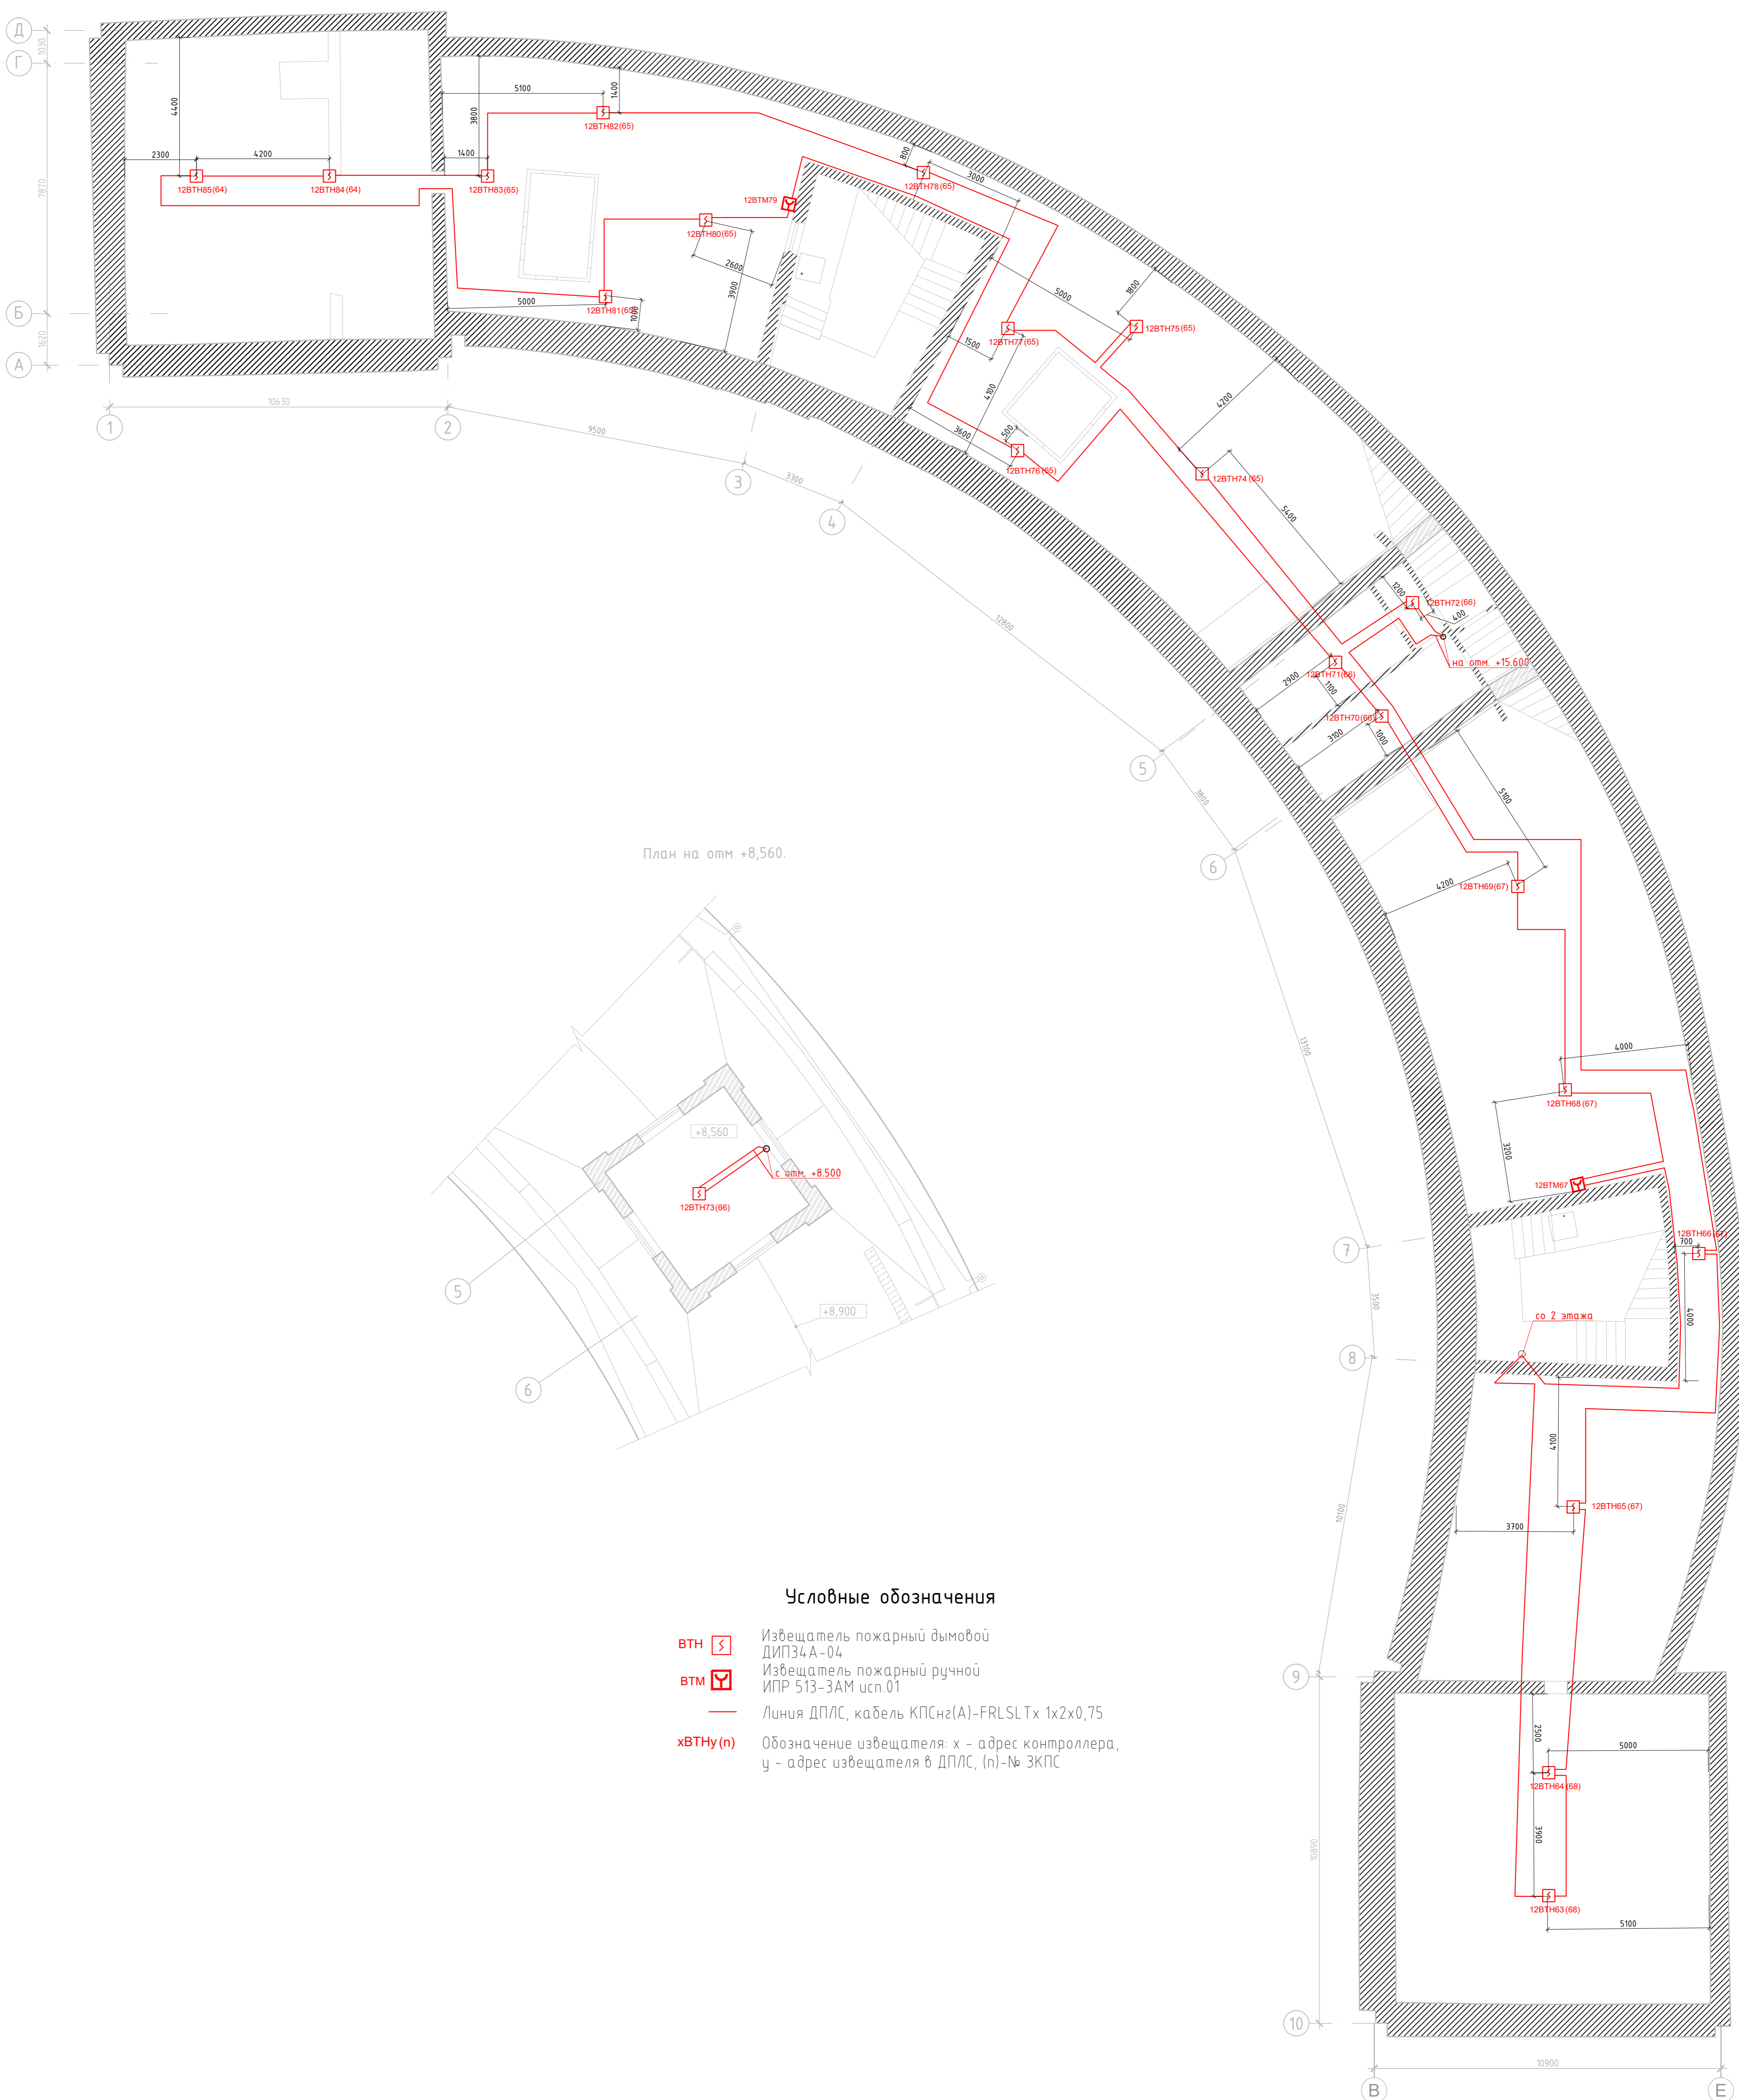 Д
Г
Б
А
1030
7870
1620
1
2
3
4
5
6
7
8
9
10
В
Е
10630
9500
3300
12800
3800
13100
3500
10100
10890
10900
4400
2300
4200
12ВТН85(64)
12ВТН84(64)
1400
3800
12ВТН83(65)
5100
1400
12ВТН82(65)
12ВТМ79
12ВТН80(65)
2600
3900
5000
1000
12ВТН81(65)
800
3000
12ВТН78(65)
5000
1800
12ВТН75(65)
12ВТН77(65)
1500
4100
3600
500
12ВТН76(65)
4200
12ВТН74(65)
5400
1200
12ВТН72(66)
400
на отм. +15.600
2900
12ВТН71(66)
1100
12ВТН70(66)
3100
1000
5100
4200
12ВТН69(67)
4000
12ВТН68(67)
3200
12ВТМ67
12ВТН66(67)
700
4000
со 2 этажа
4100
12ВТН65(67)
3700
2500
5000
12ВТН64(68)
3900
12ВТН63(68)
5100
План на отм +8,560.
+8,560
с отм. +8.500
12ВТН73(66)
+8,900
5
6
Условные обозначения
ВТН Извещатель пожарный дымовой
ДИП34А-04
ВТМ Извещатель пожарный ручной
ИПР 513-3АМ исп.01
Линия ДПЛС, кабель КПСнг(А)-FRLSLTx 1х2х0,75
хВТНу(n) Обозначение извещателя: х - адрес контроллера,
у - адрес извещателя в ДПЛС, (n)-№ ЗКПС